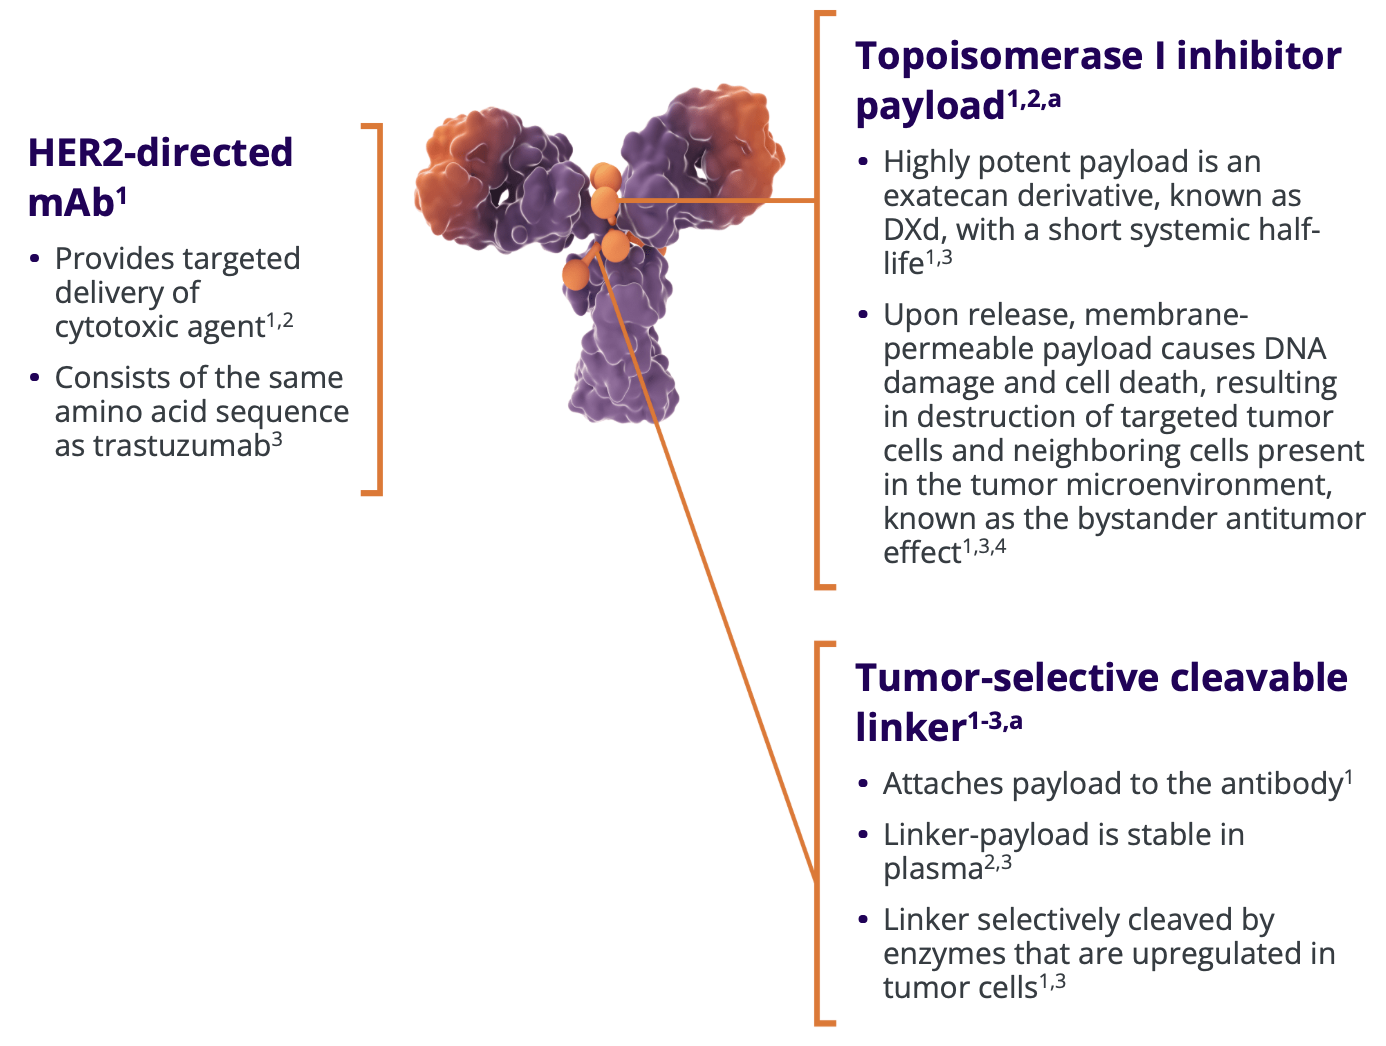 HER2-directed
mAb¹
• Provides targeted
delivery of
cytotoxic agent¹,²
• Consists of the same
amino acid sequence
as trastuzumab³
Topoisomerase I inhibitor
payload¹,²,ᵃ
• Highly potent payload is an
exatecan derivative, known as
DXd, with a short systemic half-
life¹,³
• Upon release, membrane-
permeable payload causes DNA
damage and cell death, resulting
in destruction of targeted tumor
cells and neighboring cells present
in the tumor microenvironment,
known as the bystander antitumor
effect¹,³,⁴
Tumor-selective cleavable
linker¹⁻³,ᵃ
• Attaches payload to the antibody¹
• Linker-payload is stable in
plasma²,³
• Linker selectively cleaved by
enzymes that are upregulated in
tumor cells¹,³